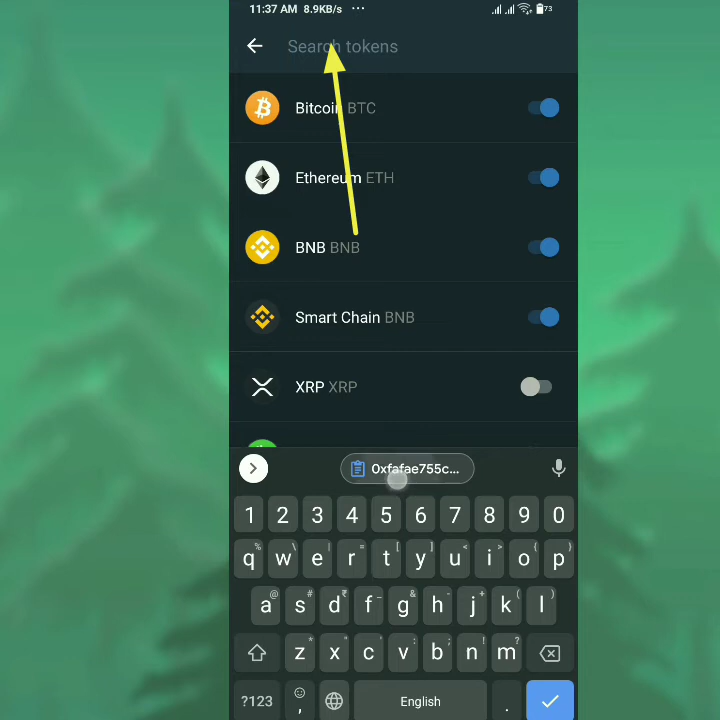 11:37 AM 8.9KB/s ...
73
Search tokens
Bitcoin BTC
Ethereum ETH
BNB BNB
Smart Chain BNB
XRP XRP
0xfafae755c...
1 2 3 4 5 6 7 8 9 0
% \ | = [ ] < > { }
q w e r t y u i o p
@ # ₹ _ & - + ( )
a s d f g h j k l
* " ' : ; ! ?
z x c v b n m
?123 , English .